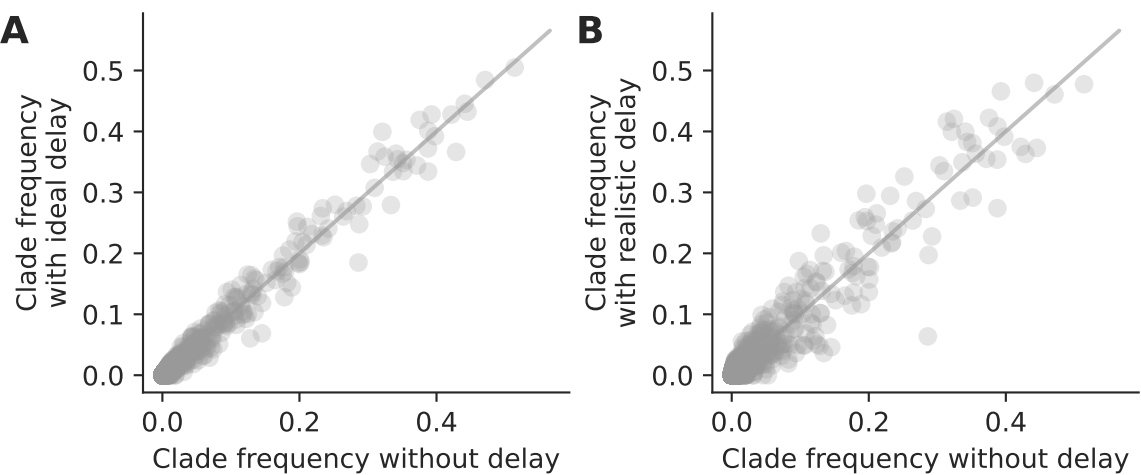 A
Clade frequency
with ideal delay
0.5
0.4
0.3
0.2
0.1
0.0
0.0 0.2 0.4
Clade frequency without delay
B
Clade frequency
with realistic delay
0.5
0.4
0.3
0.2
0.1
0.0
0.0 0.2 0.4
Clade frequency without delay